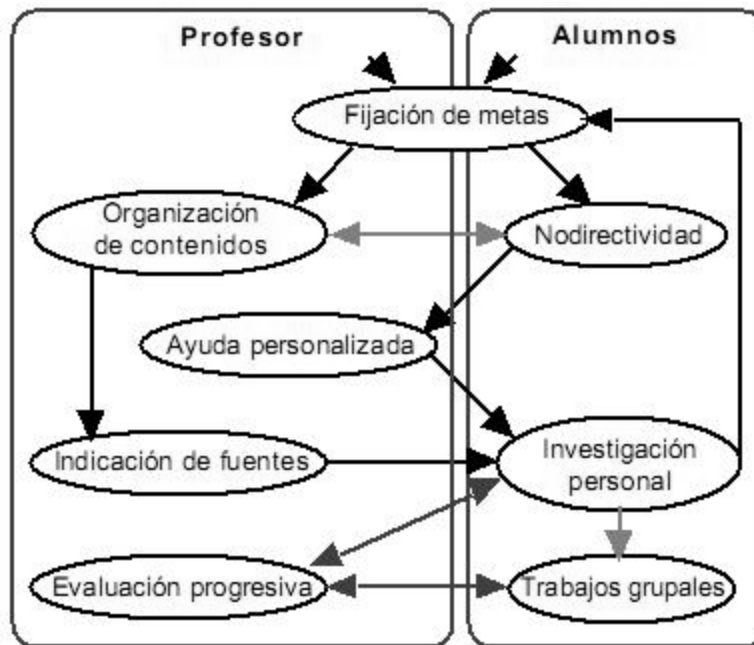 Profesor
Alumnos
Fijación de metas
Organización
de contenidos
Nodirectividad
Ayuda personalizada
Indicación de fuentes
Investigación
personal
Evaluación progresiva
Trabajos grupales